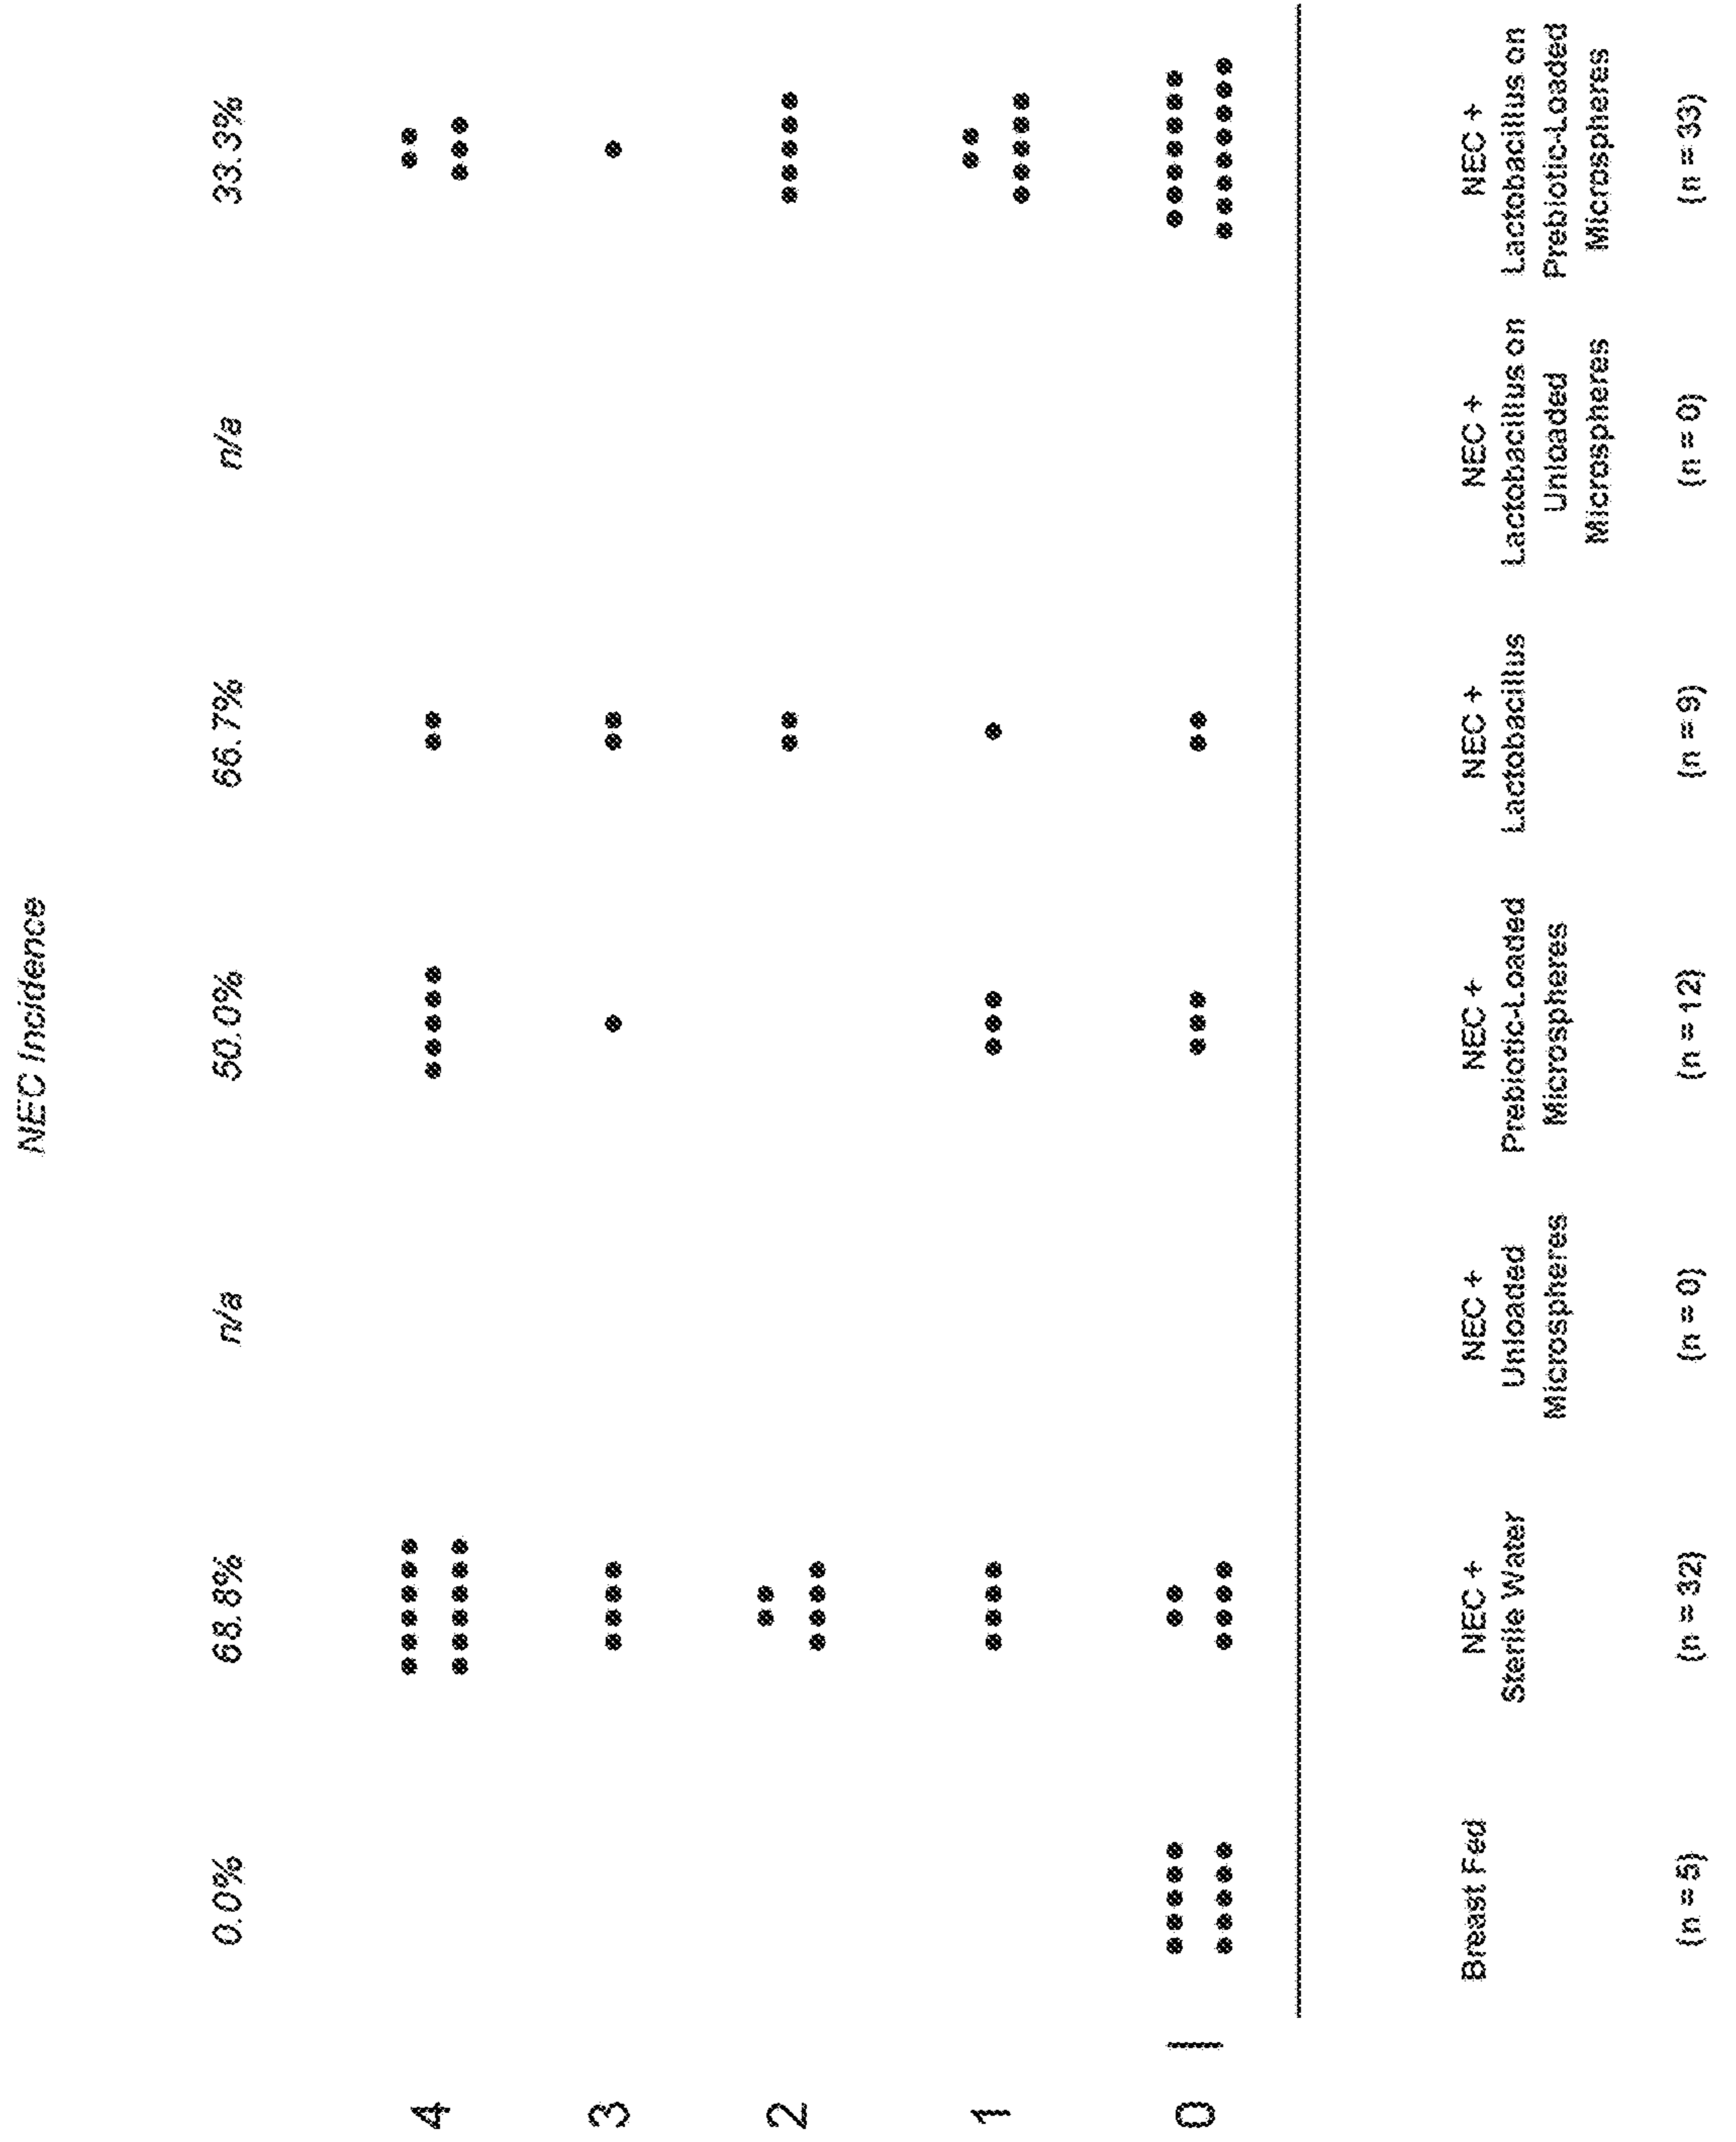 NEC Incidence
0.0%
68.8%
n/a
50.0%
66.7%
n/a
33.3%
4
3
2
1
0
Breast Fed
(n = 5)
NEC +
Sterile Water
(n = 32)
NEC +
Unloaded
Microspheres
(n = 0)
NEC +
Prebiotic-Loaded
Microspheres
(n = 12)
NEC +
Lactobacillus
(n = 9)
NEC +
Lactobacillus on
Unloaded
Microspheres
(n = 0)
NEC +
Lactobacillus on
Prebiotic-Loaded
Microspheres
(n = 33)